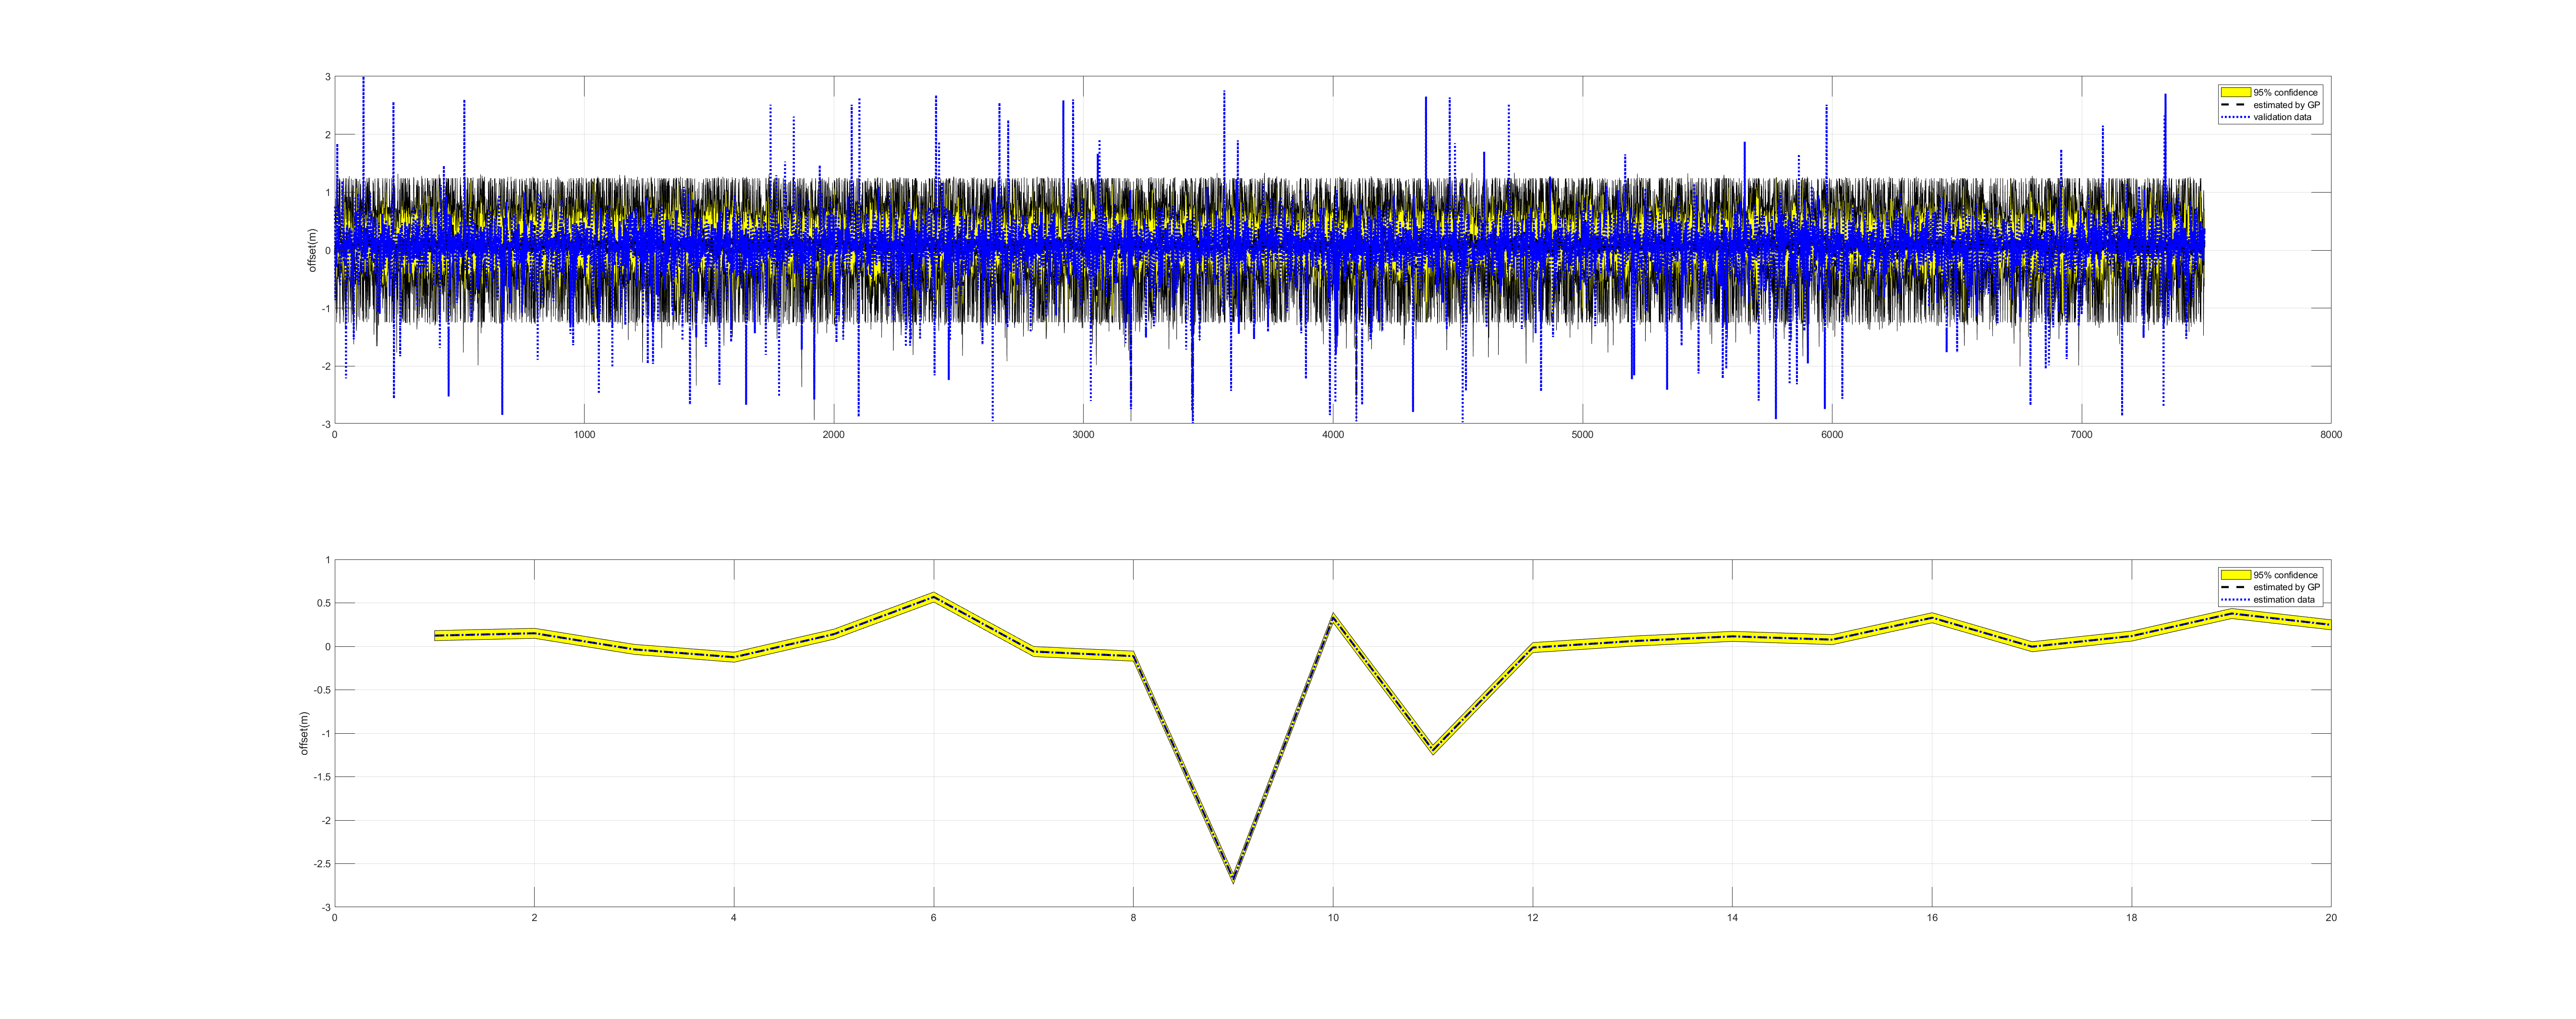 3
2
1
0
-1
-2
-3
offset(m)
0 1000 2000 3000 4000 5000 6000 7000 8000
95% confidence
estimated by GP
validation data
1
0.5
0
-0.5
-1
-1.5
-2
-2.5
-3
offset(m)
0 2 4 6 8 10 12 14 16 18 20
95% confidence
estimated by GP
estimation data